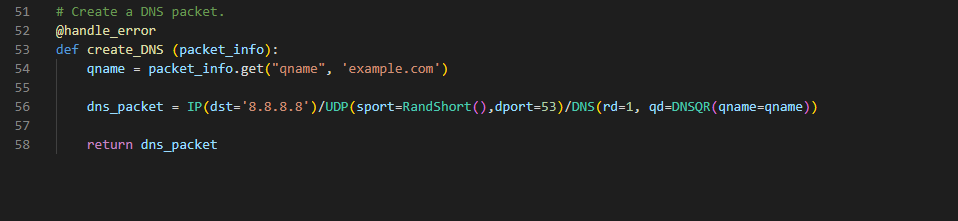 51 # Create a DNS packet.
52 @handle_error
53 def create_DNS (packet_info):
54     qname = packet_info.get("qname", 'example.com')
55
56     dns_packet = IP(dst='8.8.8.8')/UDP(sport=RandShort(),dport=53)/DNS(rd=1, qd=DNSQR(qname=qname))
57
58     return dns_packet